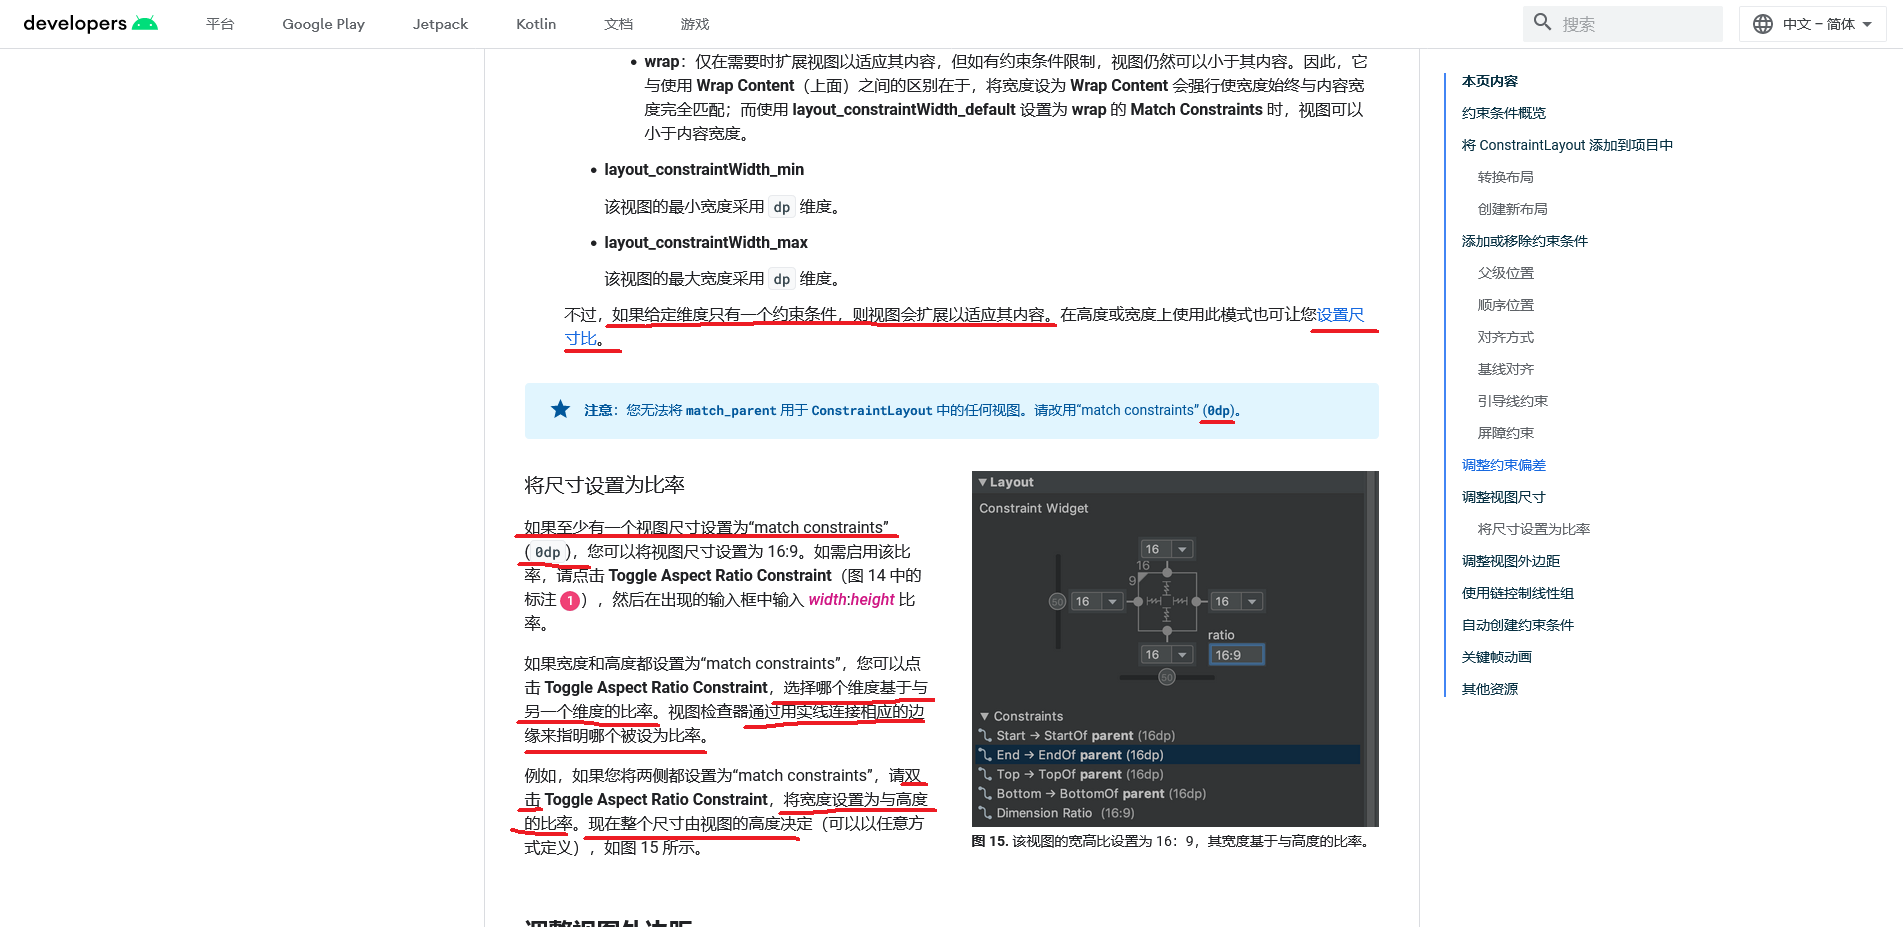 developers 平台 Google Play Jetpack Kotlin 文档 游戏 搜索 中文 – 简体
• wrap：仅在需要时扩展视图以适应其内容，但如有约束条件限制，视图仍然可以小于其内容。因此，它
与使用 Wrap Content（上面）之间的区别在于，将宽度设为 Wrap Content 会强行使宽度始终与内容宽
度完全匹配；而使用 layout_constraintWidth_default 设置为 wrap 的 Match Constraints 时，视图可以
小于内容宽度。
• layout_constraintWidth_min
该视图的最小宽度采用 dp 维度。
• layout_constraintWidth_max
该视图的最大宽度采用 dp 维度。
不过，如果给定维度只有一个约束条件，则视图会扩展以适应其内容。在高度或宽度上使用此模式也可让您设置尺
寸比。
注意：您无法将 match_parent 用于 ConstraintLayout 中的任何视图。请改用“match constraints” (0dp)。
将尺寸设置为比率
如果至少有一个视图尺寸设置为“match constraints”
( 0dp )，您可以将视图尺寸设置为 16:9。如需启用该比
率，请点击 Toggle Aspect Ratio Constraint（图 14 中的
标注 1），然后在出现的输入框中输入 width:height 比
率。
如果宽度和高度都设置为“match constraints”，您可以点
击 Toggle Aspect Ratio Constraint，选择哪个维度基于与
另一个维度的比率。视图检查器通过用实线连接相应的边
缘来指明哪个被设为比率。
例如，如果您将两侧都设置为“match constraints”，请双
击 Toggle Aspect Ratio Constraint，将宽度设置为与高度
的比率。现在整个尺寸由视图的高度决定（可以以任意方
式定义），如图 15 所示。
Layout
Constraint Widget
16
16
9
50 16 16
ratio
16 16:9
50
Constraints
Start → StartOf parent (16dp)
End → EndOf parent (16dp)
Top → TopOf parent (16dp)
Bottom → BottomOf parent (16dp)
Dimension Ratio (16:9)
图 15. 该视图的宽高比设置为 16：9，其宽度基于与高度的比率。
调整视图外边距
本页内容
约束条件概览
将 ConstraintLayout 添加到项目中
转换布局
创建新布局
添加或移除约束条件
父级位置
顺序位置
对齐方式
基线对齐
引导线约束
屏障约束
调整约束偏差
调整视图尺寸
将尺寸设置为比率
调整视图外边距
使用链控制线性组
自动创建约束条件
关键帧动画
其他资源